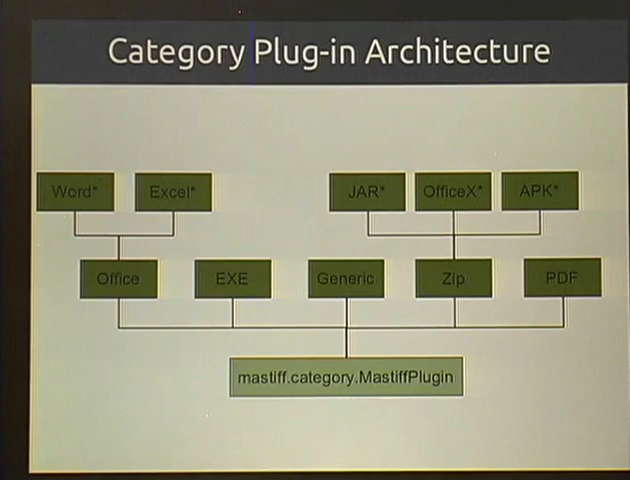 Category Plug-in Architecture
Word* Excel* JAR* OfficeX* APK*
Office EXE Generic Zip PDF
mastiff.category.MastiffPlugin